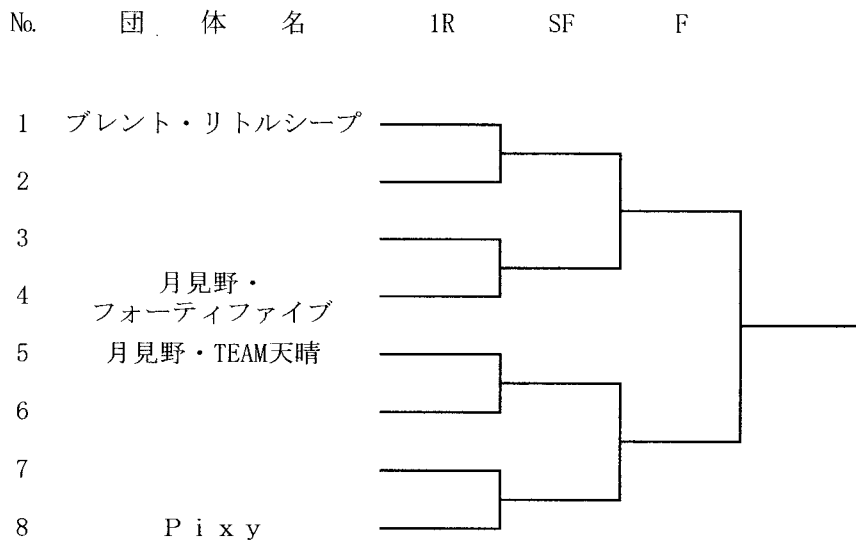 No. 団 体 名 1R SF F
1 ブレント・リトルシープ
2
3
4 月見野・
フォーティファイブ
5 月見野・TEAM天晴
6
7
8 Pixy